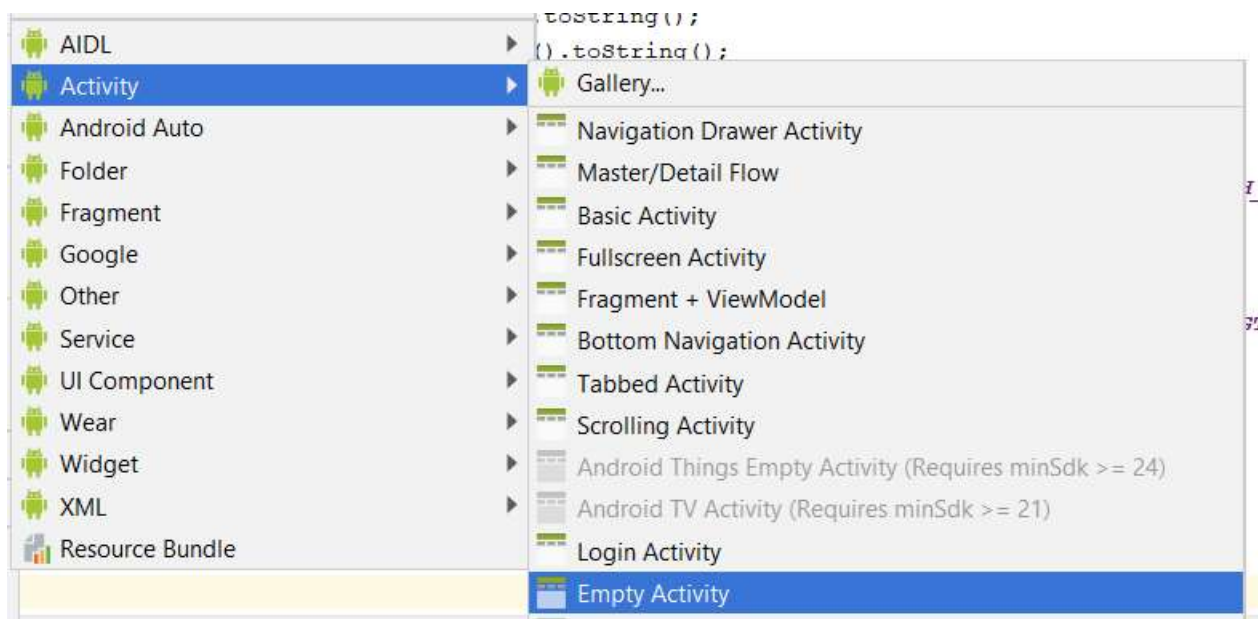 .toString();
().toString();
AIDL
Activity
Android Auto
Folder
Fragment
Google
Other
Service
UI Component
Wear
Widget
XML
Resource Bundle
Gallery...
Navigation Drawer Activity
Master/Detail Flow
Basic Activity
Fullscreen Activity
Fragment + ViewModel
Bottom Navigation Activity
Tabbed Activity
Scrolling Activity
Android Things Empty Activity (Requires minSdk >= 24)
Android TV Activity (Requires minSdk >= 21)
Login Activity
Empty Activity